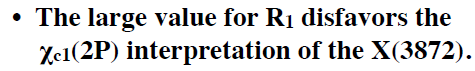 • The large value for R₁ disfavors the
χc1(2P) interpretation of the X(3872).